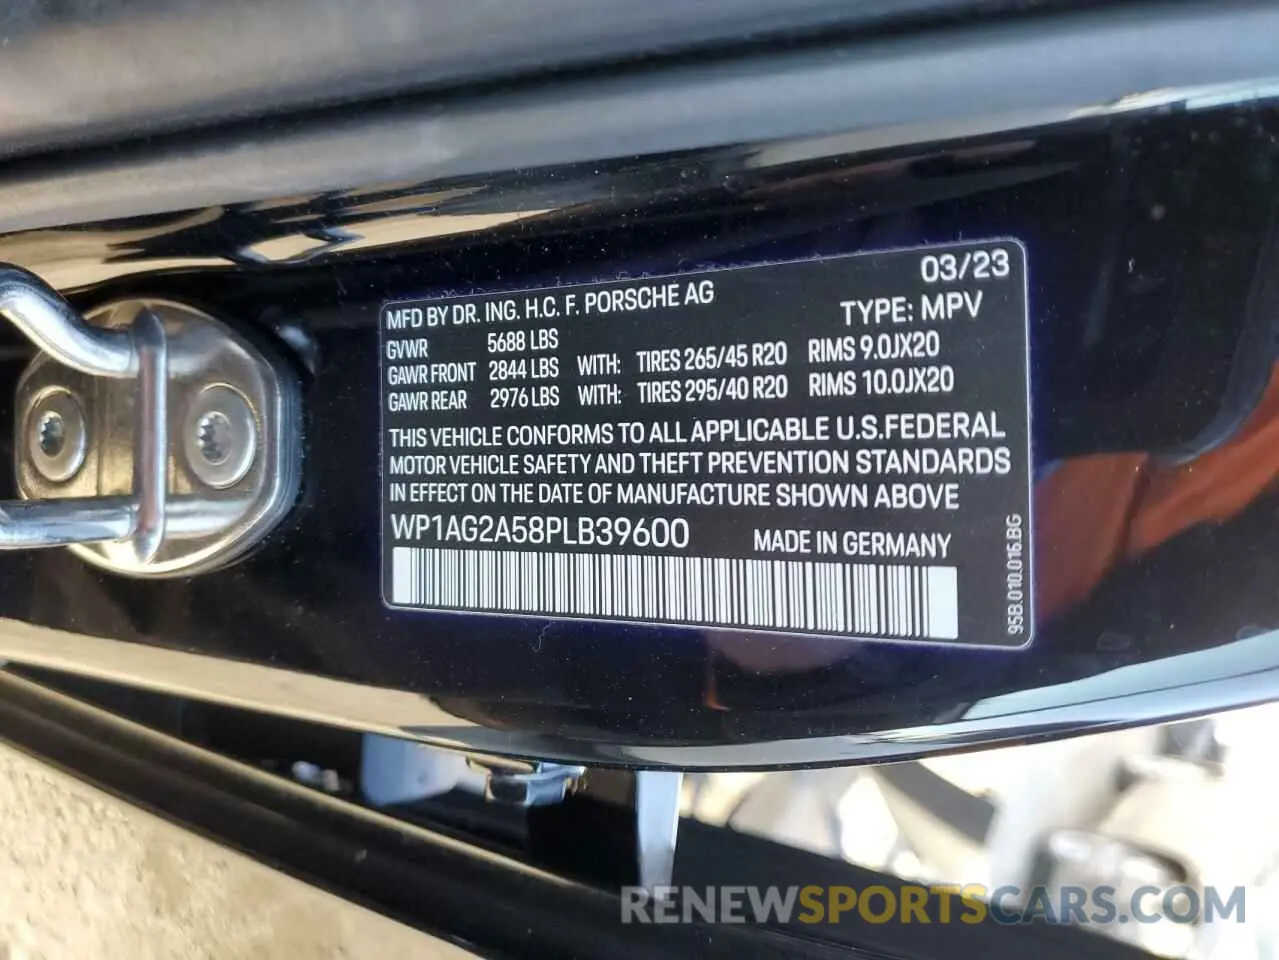 03/23
MFD BY DR. ING. H.C. F. PORSCHE AG
TYPE: MPV
GVWR 5688 LBS
GAWR FRONT 2844 LBS WITH: TIRES 265/45 R20 RIMS 9.0JX20
GAWR REAR 2976 LBS WITH: TIRES 295/40 R20 RIMS 10.0JX20
THIS VEHICLE CONFORMS TO ALL APPLICABLE U.S.FEDERAL
MOTOR VEHICLE SAFETY AND THEFT PREVENTION STANDARDS
IN EFFECT ON THE DATE OF MANUFACTURE SHOWN ABOVE
WP1AG2A58PLB39600 MADE IN GERMANY
95B.010.016.BG
RENEWSPORTSCARS.COM